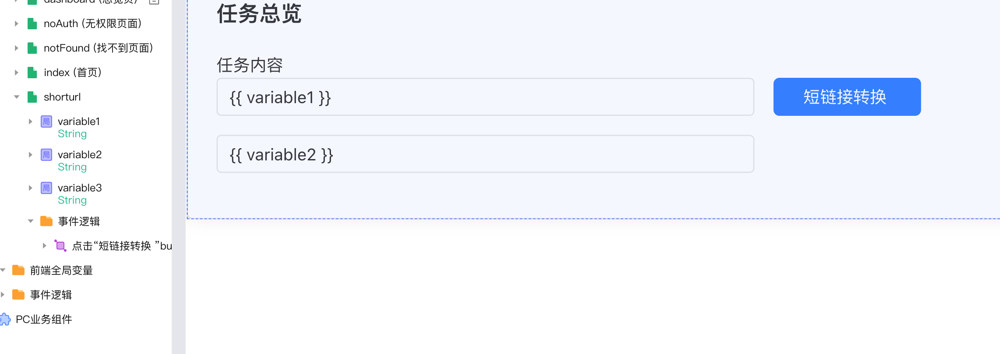 dashboard (总览页)
noAuth (无权限页面)
notFound (找不到页面)
index (首页)
shorturl
局 variable1
String
局 variable2
String
局 variable3
String
事件逻辑
点击“短链接转换 ”bu
前端全局变量
事件逻辑
PC业务组件
任务总览
任务内容
{{ variable1 }}
短链接转换
{{ variable2 }}